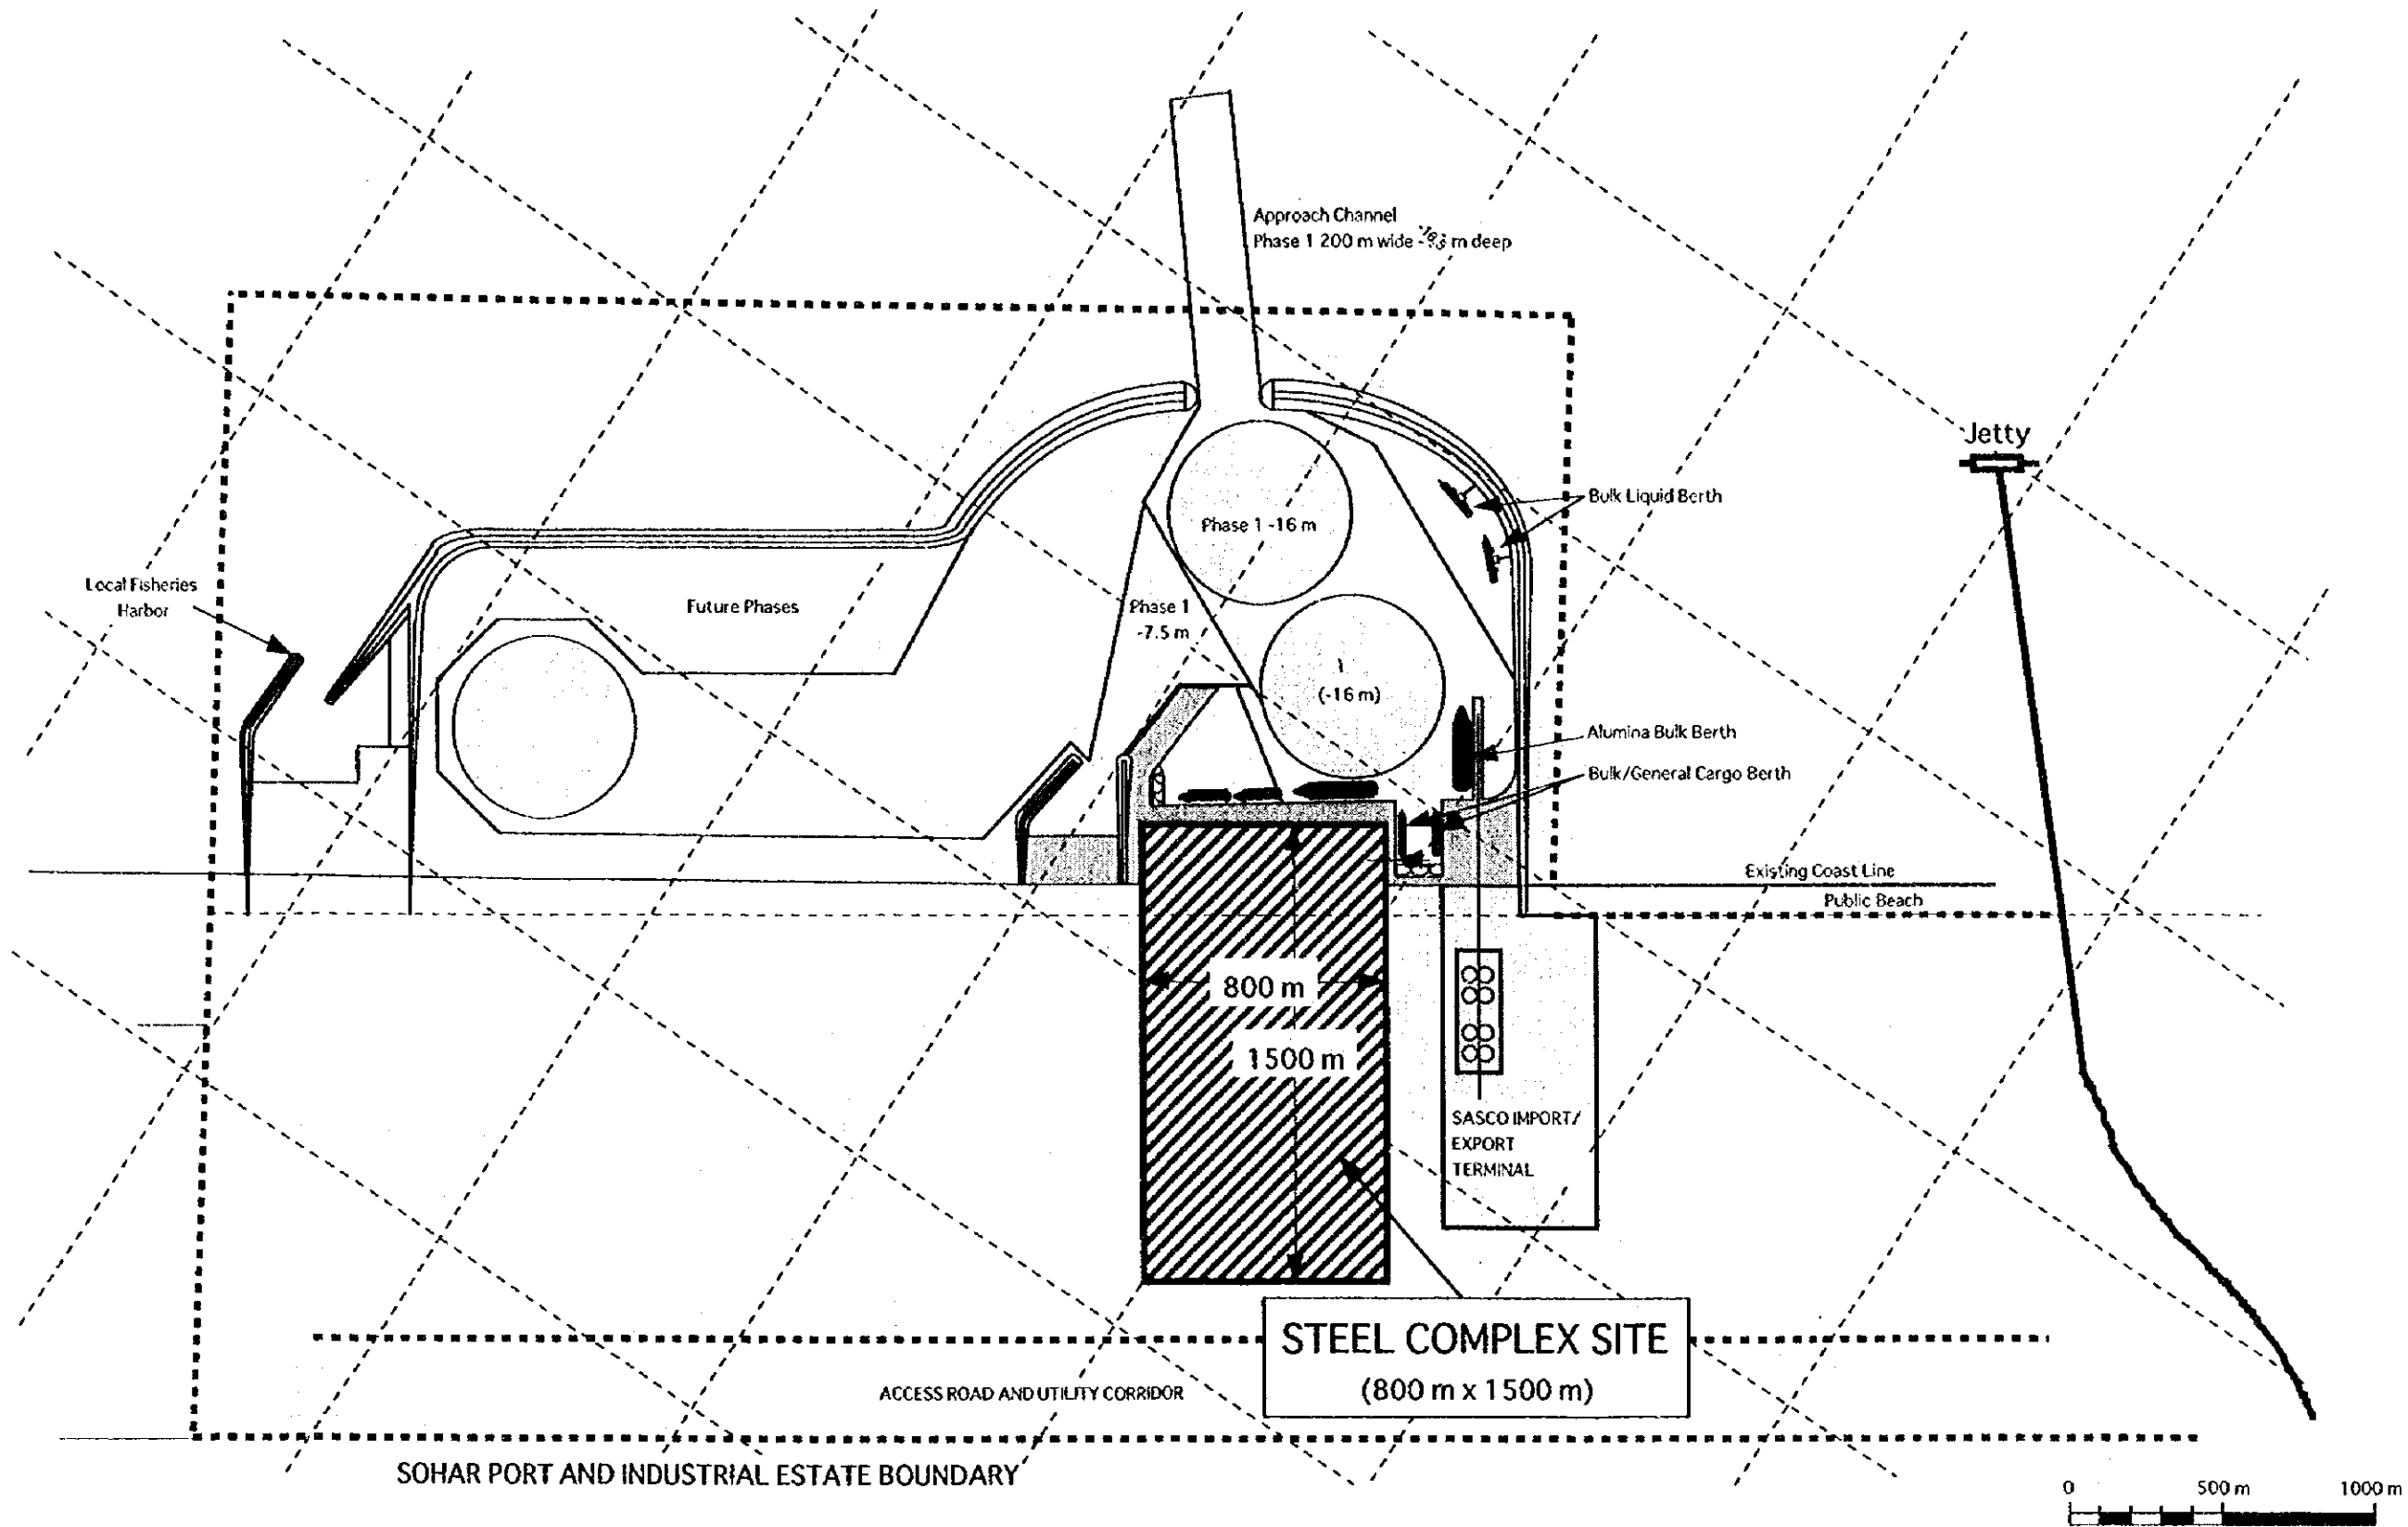 Approach Channel
Phase 1 200 m wide m deep
Jetty
Bulk Liquid Berth
Phase 1 -16 m
Local Fisheries
Harbor
Future Phases
Phase 1
-7.5 m
1
(-16 m)
Alumina Bulk Berth
Bulk/General Cargo Berth
Existing Coast Line
Public Beach
800 m
1500 m
SASCO IMPORT/
EXPORT
TERMINAL
STEEL COMPLEX SITE
(800 m x 1500 m)
ACCESS ROAD AND UTILITY CORRIDOR
SOHAR PORT AND INDUSTRIAL ESTATE BOUNDARY
0 500 m 1000 m